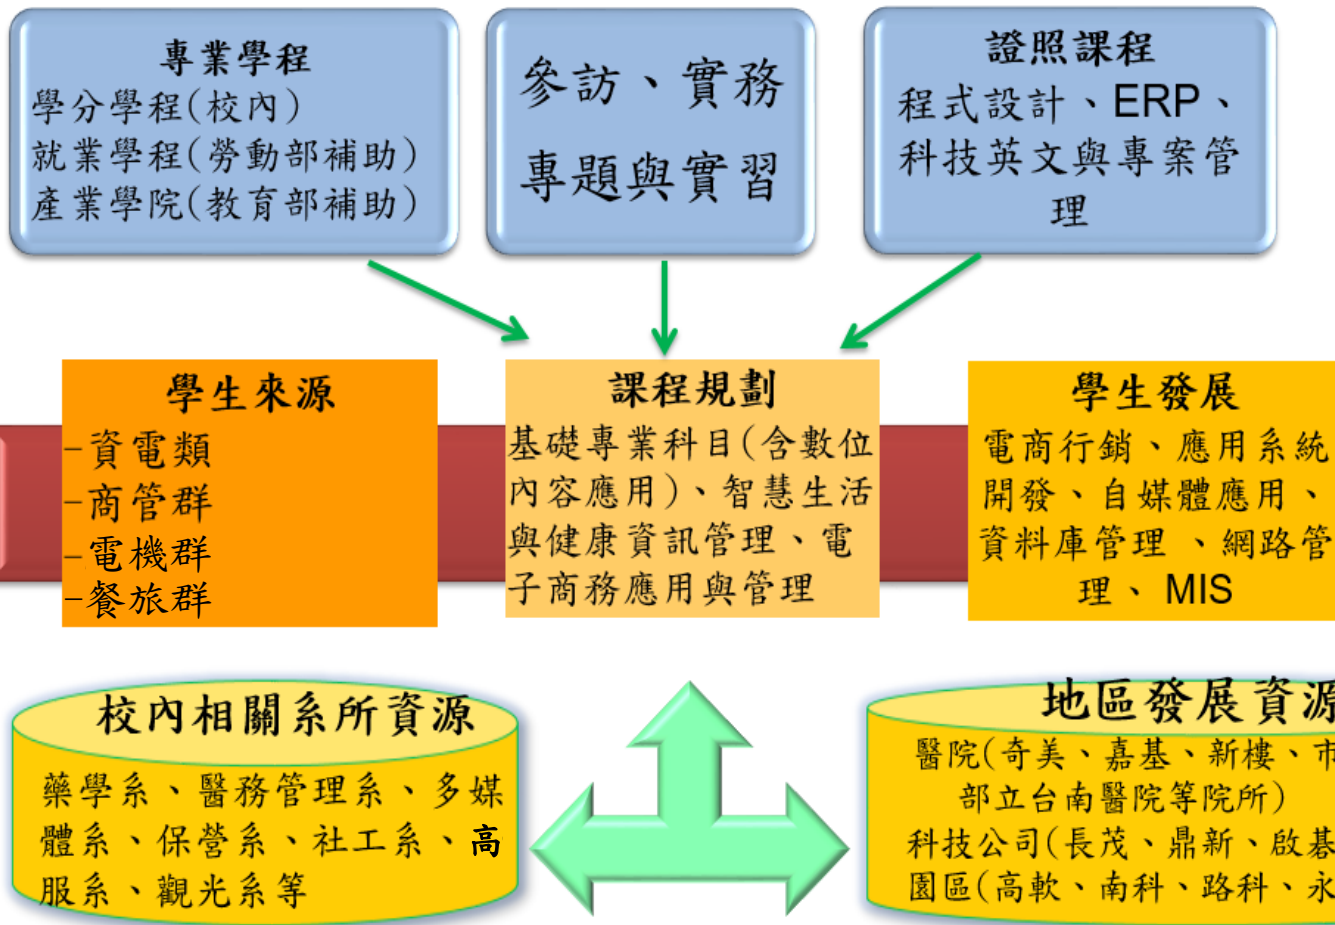 專業學程
學分學程(校內)
就業學程(勞動部補助)
產業學院(教育部補助)
參訪、實務
專題與實習
證照課程
程式設計、ERP、
科技英文與專案管
理
學生來源
-資電類
-商管群
-電機群
-餐旅群
課程規劃
基礎專業科目(含數位
內容應用)、智慧生活
與健康資訊管理、電
子商務應用與管理
學生發展
電商行銷、應用系統
開發、自媒體應用、
資料庫管理 、網路管
理、 MIS
校內相關系所資源
藥學系、醫務管理系、多媒
體系、保營系、社工系、高
服系、觀光系等
地區發展資源
醫院(奇美、嘉基、新樓、市
部立台南醫院等院所)
科技公司(長茂、鼎新、啟碁
園區(高軟、南科、路科、永